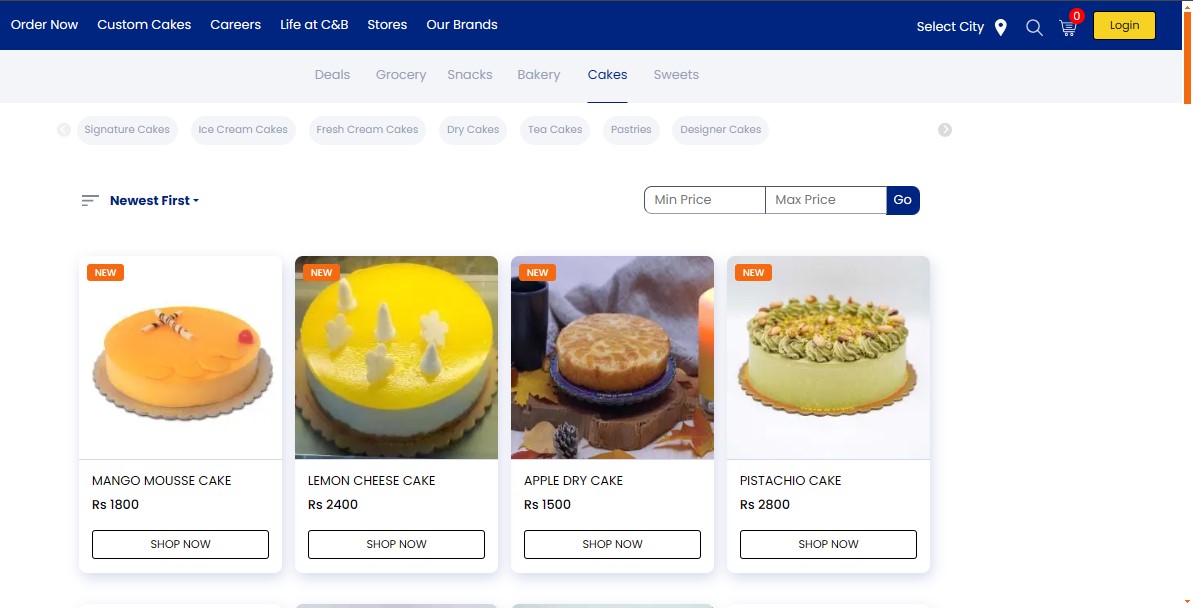 Order Now Custom Cakes Careers Life at C&B Stores Our Brands Select City 0 Login
Deals Grocery Snacks Bakery Cakes Sweets
Signature Cakes Ice Cream Cakes Fresh Cream Cakes Dry Cakes Tea Cakes Pastries Designer Cakes
Newest First Min Price Max Price Go
NEW NEW NEW NEW
MANGO MOUSSE CAKE LEMON CHEESE CAKE APPLE DRY CAKE PISTACHIO CAKE
Rs 1800 Rs 2400 Rs 1500 Rs 2800
SHOP NOW SHOP NOW SHOP NOW SHOP NOW